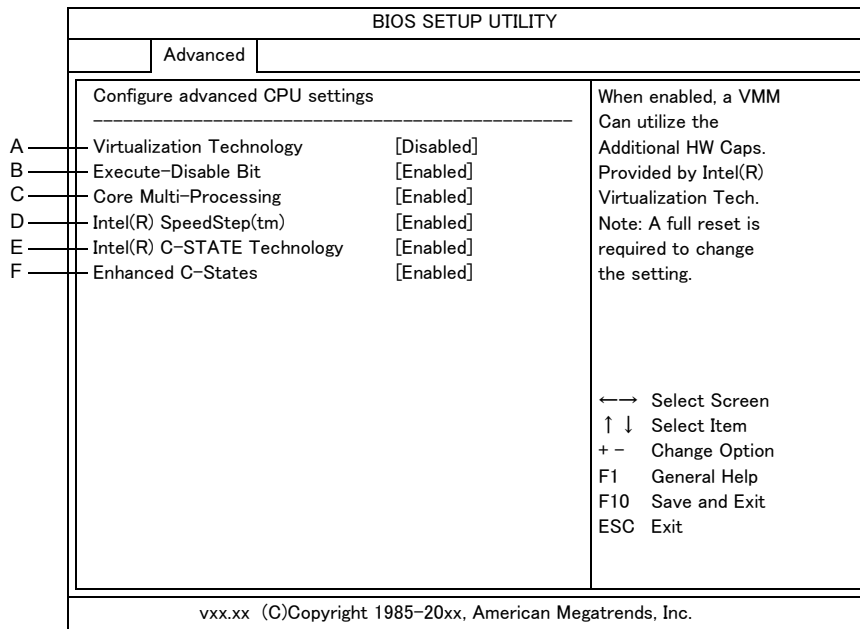 BIOS SETUP UTILITY
Advanced
Configure advanced CPU settings
------------------------------------------------
A Virtualization Technology [Disabled]
B Execute-Disable Bit [Enabled]
C Core Multi-Processing [Enabled]
D Intel(R) SpeedStep(tm) [Enabled]
E Intel(R) C-STATE Technology [Enabled]
F Enhanced C-States [Enabled]
When enabled, a VMM
Can utilize the
Additional HW Caps.
Provided by Intel(R)
Virtualization Tech.
Note: A full reset is
required to change
the setting.
←→ Select Screen
↑↓ Select Item
+ - Change Option
F1 General Help
F10 Save and Exit
ESC Exit
vxx.xx (C)Copyright 1985-20xx, American Megatrends, Inc.